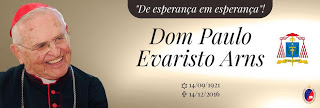 "De esperança em esperança"!
Dom Paulo
Evaristo Arns
14/09/1921
14/12/2016